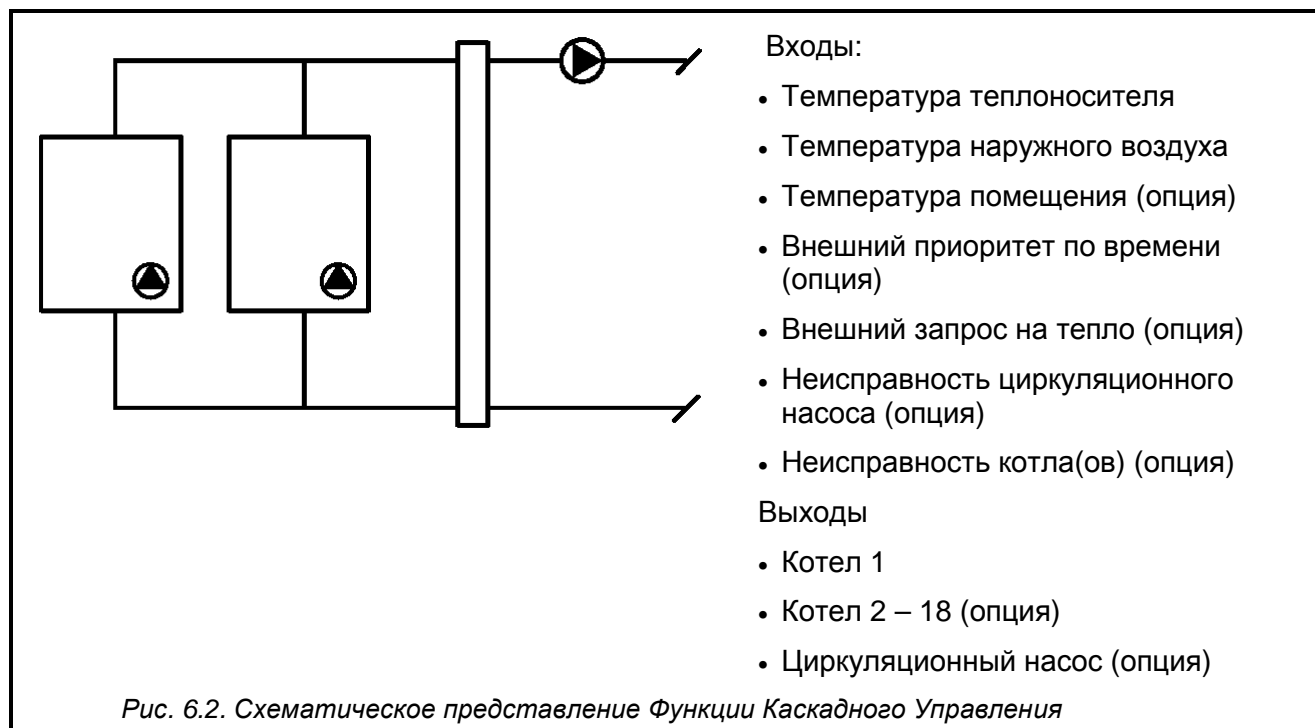 Входы:
• Температура теплоносителя
• Температура наружного воздуха
• Температура помещения (опция)
• Внешний приоритет по времени
(опция)
• Внешний запрос на тепло (опция)
• Неисправность циркуляционного
насоса (опция)
• Неисправность котла(ов) (опция)
Выходы
• Котел 1
• Котел 2 – 18 (опция)
• Циркуляционный насос (опция)
Рис. 6.2. Схематическое представление Функции Каскадного Управления